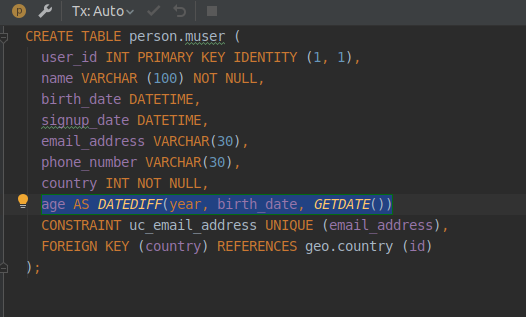 p Tx: Auto
CREATE TABLE person.muser (
user_id INT PRIMARY KEY IDENTITY (1, 1),
name VARCHAR (100) NOT NULL,
birth_date DATETIME,
signup_date DATETIME,
email_address VARCHAR(30),
phone_number VARCHAR(30),
country INT NOT NULL,
age AS DATEDIFF(year, birth_date, GETDATE())
CONSTRAINT uc_email_address UNIQUE (email_address),
FOREIGN KEY (country) REFERENCES geo.country (id)
);